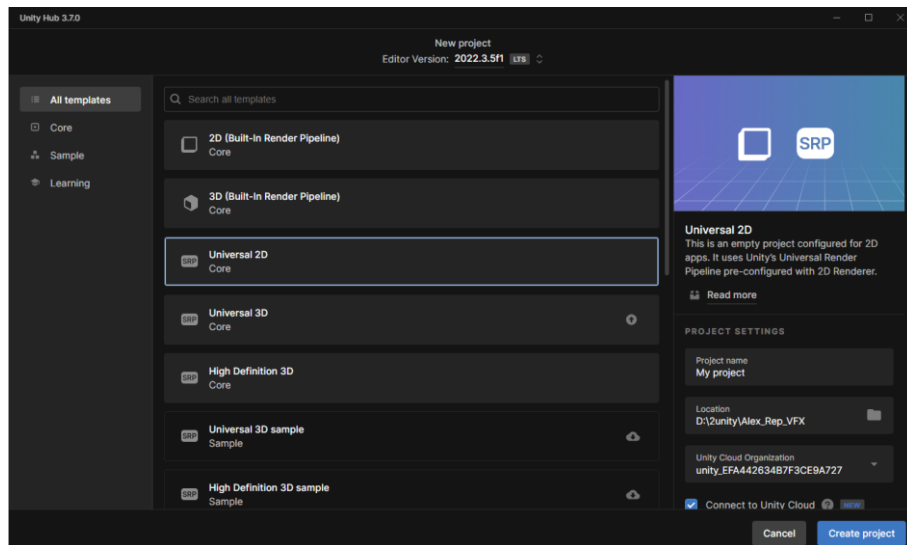 Unity Hub 3.7.0
New project
Editor Version: 2022.3.5f1 LTS
All templates
Core
Sample
Learning
Search all templates
2D (Built-In Render Pipeline)
Core
3D (Built-In Render Pipeline)
Core
SRP
Universal 2D
Core
SRP
Universal 3D
Core
SRP
High Definition 3D
Core
SRP
Universal 3D sample
Sample
SRP
High Definition 3D sample
Sample
SRP
Universal 2D
This is an empty project configured for 2D
apps. It uses Unity's Universal Render
Pipeline pre-configured with 2D Renderer.
Read more
PROJECT SETTINGS
Project name
My project
Location
D:\2unity\Alex_Rep_VFX
Unity Cloud Organization
unity_EFA442634B7F3CE9A727
Connect to Unity Cloud ? NEW
Cancel
Create project